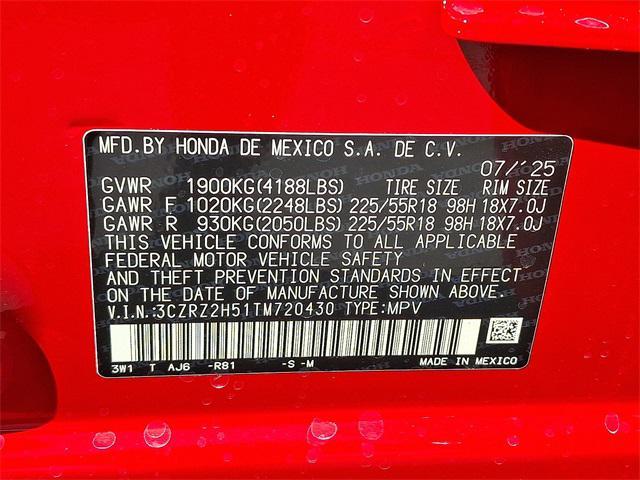 MFD.BY HONDA DE MEXICO S.A. DE C.V.
07/'25
GVWR 1900KG(4188LBS) TIRE SIZE RIM SIZE
GAWR F 1020KG(2248LBS) 225/55R18 98H 18X7.0J
GAWR R 930KG(2050LBS) 225/55R18 98H 18X7.0J
THIS VEHICLE CONFORMS TO ALL APPLICABLE
FEDERAL MOTOR VEHICLE SAFETY
AND THEFT PREVENTION STANDARDS IN EFFECT
ON THE DATE OF MANUFACTURE SHOWN ABOVE.
V.I.N.:3CZRZ2H51TM720430 TYPE:MPV
3W1 T AJ6 -R81 -S -M MADE IN MEXICO